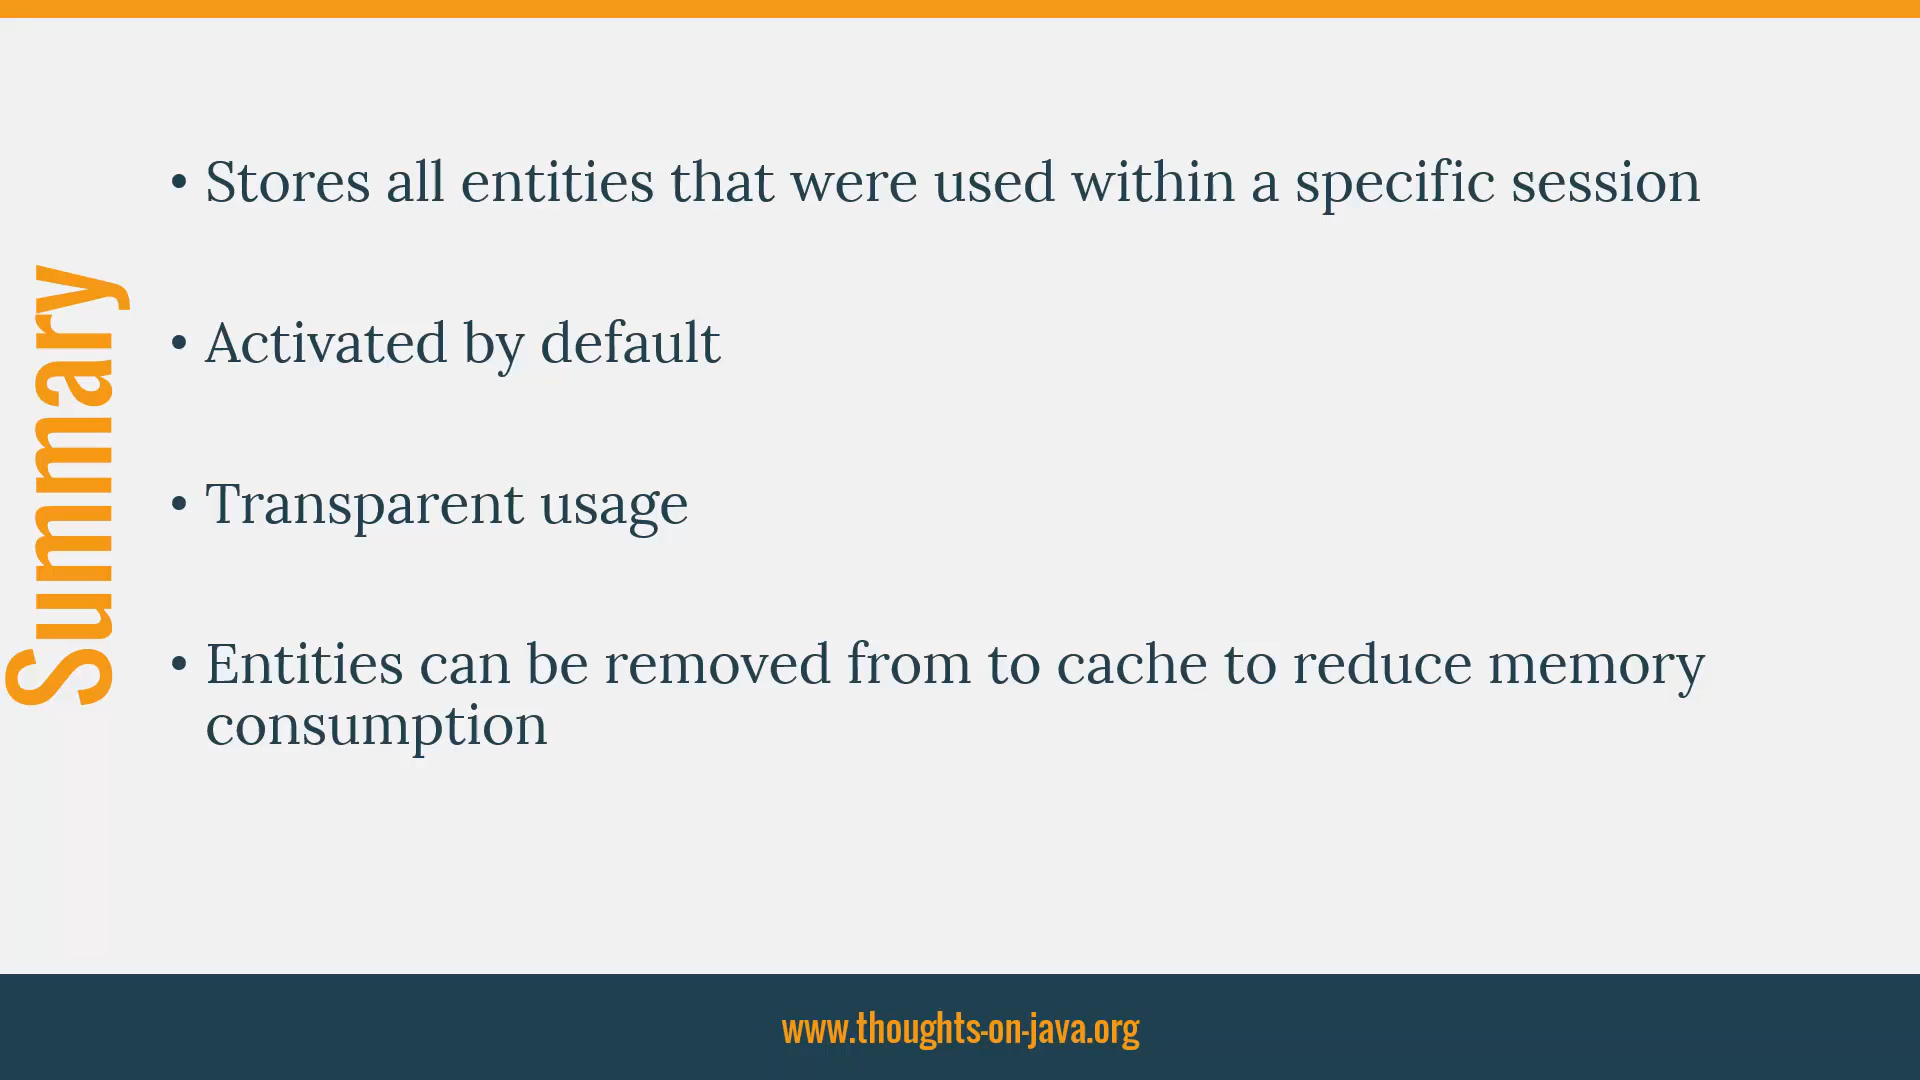 Summary
• Stores all entities that were used within a specific session
• Activated by default
• Transparent usage
• Entities can be removed from to cache to reduce memory
consumption
www.thoughts-on-java.org